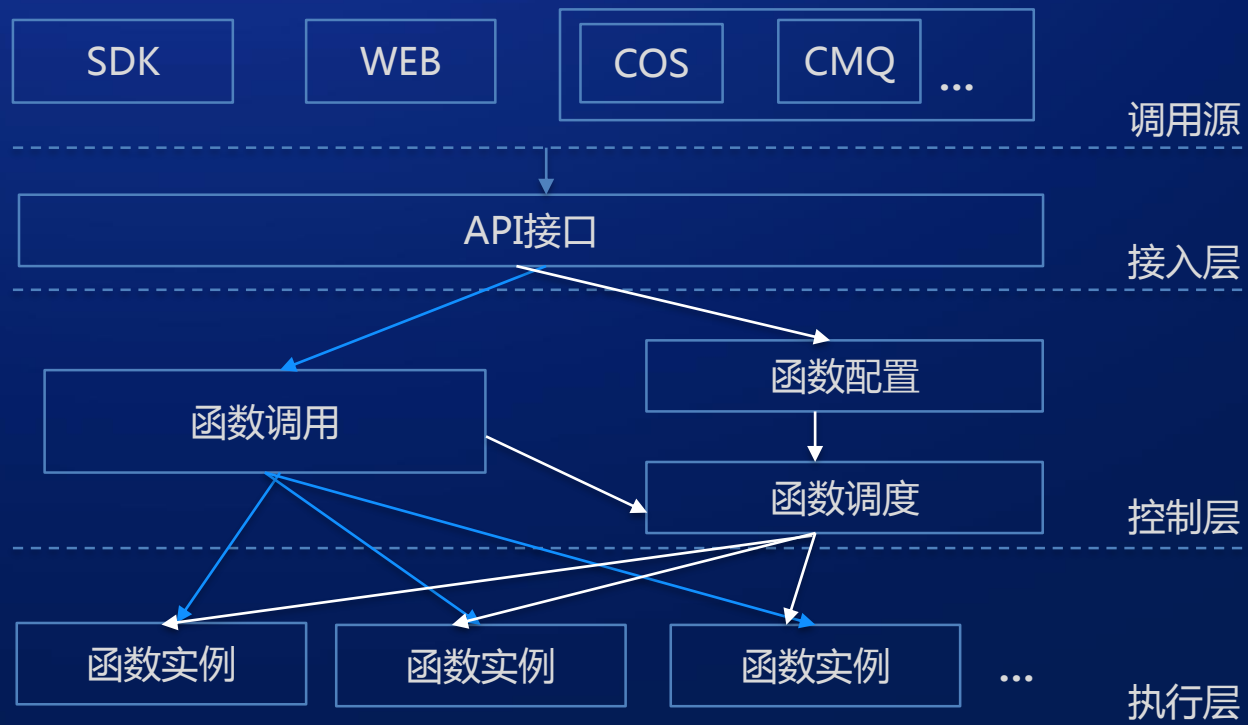 SDK
WEB
COS
CMQ
...
调用源
API接口
接入层
函数配置
函数调用
函数调度
控制层
函数实例
函数实例
函数实例
...
执行层